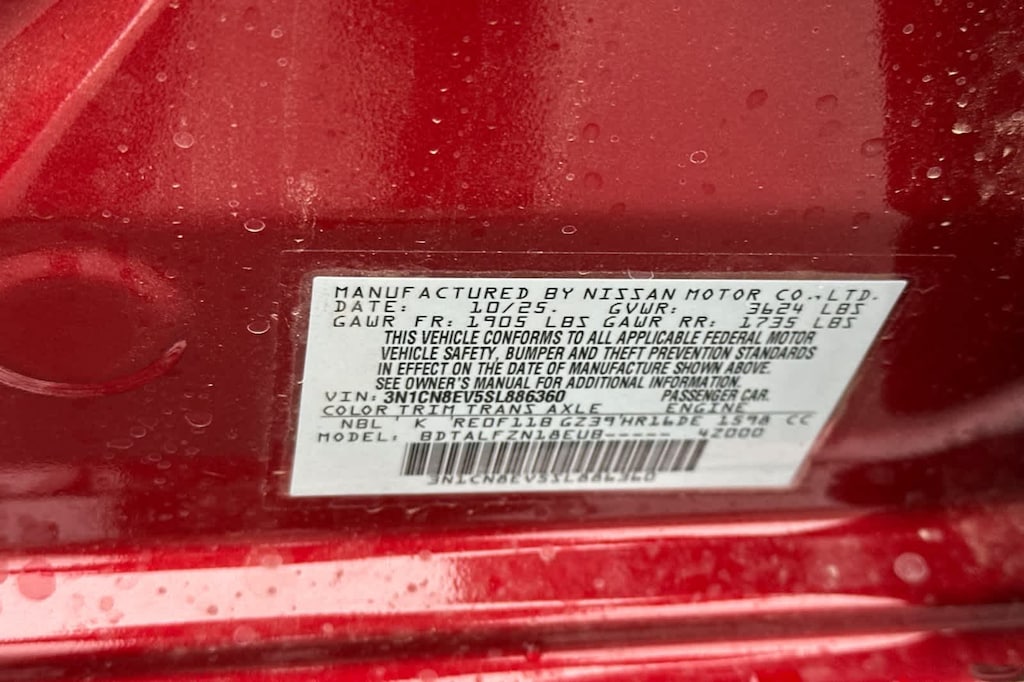 MANUFACTURED BY NISSAN MOTOR CO., LTD.
DATE: 10/25. GVWR: 3624 LBS
GAWR FR: 1905 LBS GAWR RR: 1735 LBS
THIS VEHICLE CONFORMS TO ALL APPLICABLE FEDERAL MOTOR
VEHICLE SAFETY, BUMPER AND THEFT PREVENTION STANDARDS
IN EFFECT ON THE DATE OF MANUFACTURE SHOWN ABOVE.
SEE OWNER'S MANUAL FOR ADDITIONAL INFORMATION.
VIN: 3N1CN8EV5SL886360 PASSENGER CAR.
COLOR TRIM TRANS AXLE ENGINE
NBL K RE0F11B GZ39 HR16DE 1598 CC
MODEL: BDTALFZN18EUB----- 4Z000
3N1CN8EV5SL886360